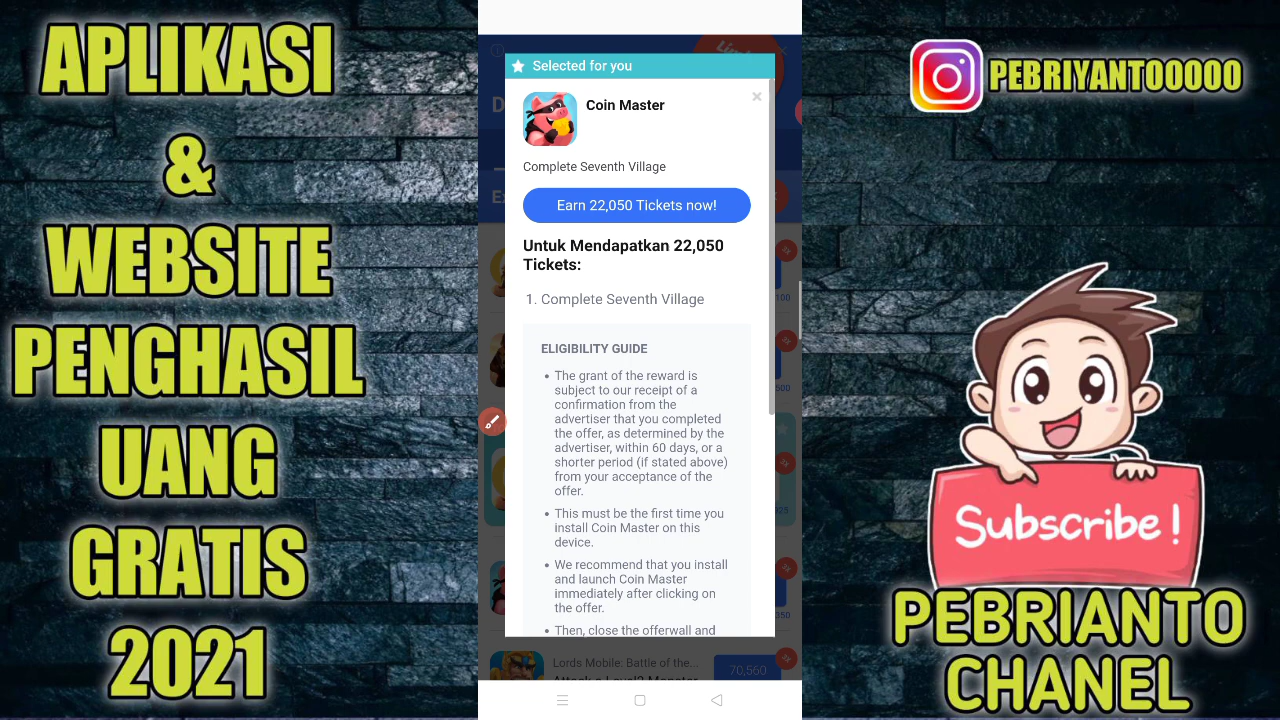 APLIKASI
&
WEBSITE
PENGHASIL
UANG
GRATIS
2021
Selected for you
Coin Master
Complete Seventh Village
Earn 22,050 Tickets now!
Untuk Mendapatkan 22,050
Tickets:
1. Complete Seventh Village
ELIGIBILITY GUIDE
• The grant of the reward is
subject to our receipt of a
confirmation from the
advertiser that you completed
the offer, as determined by the
advertiser, within 60 days, or a
shorter period (if stated above)
from your acceptance of the
offer.
• This must be the first time you
install Coin Master on this
device.
• We recommend that you install
and launch Coin Master
immediately after clicking on
the offer.
• Then, close the offerwall and
Lords Mobile: Battle of the...
70,560
PEBRIYANTOOOOO
Subscribe!
PEBRIANTO
CHANEL